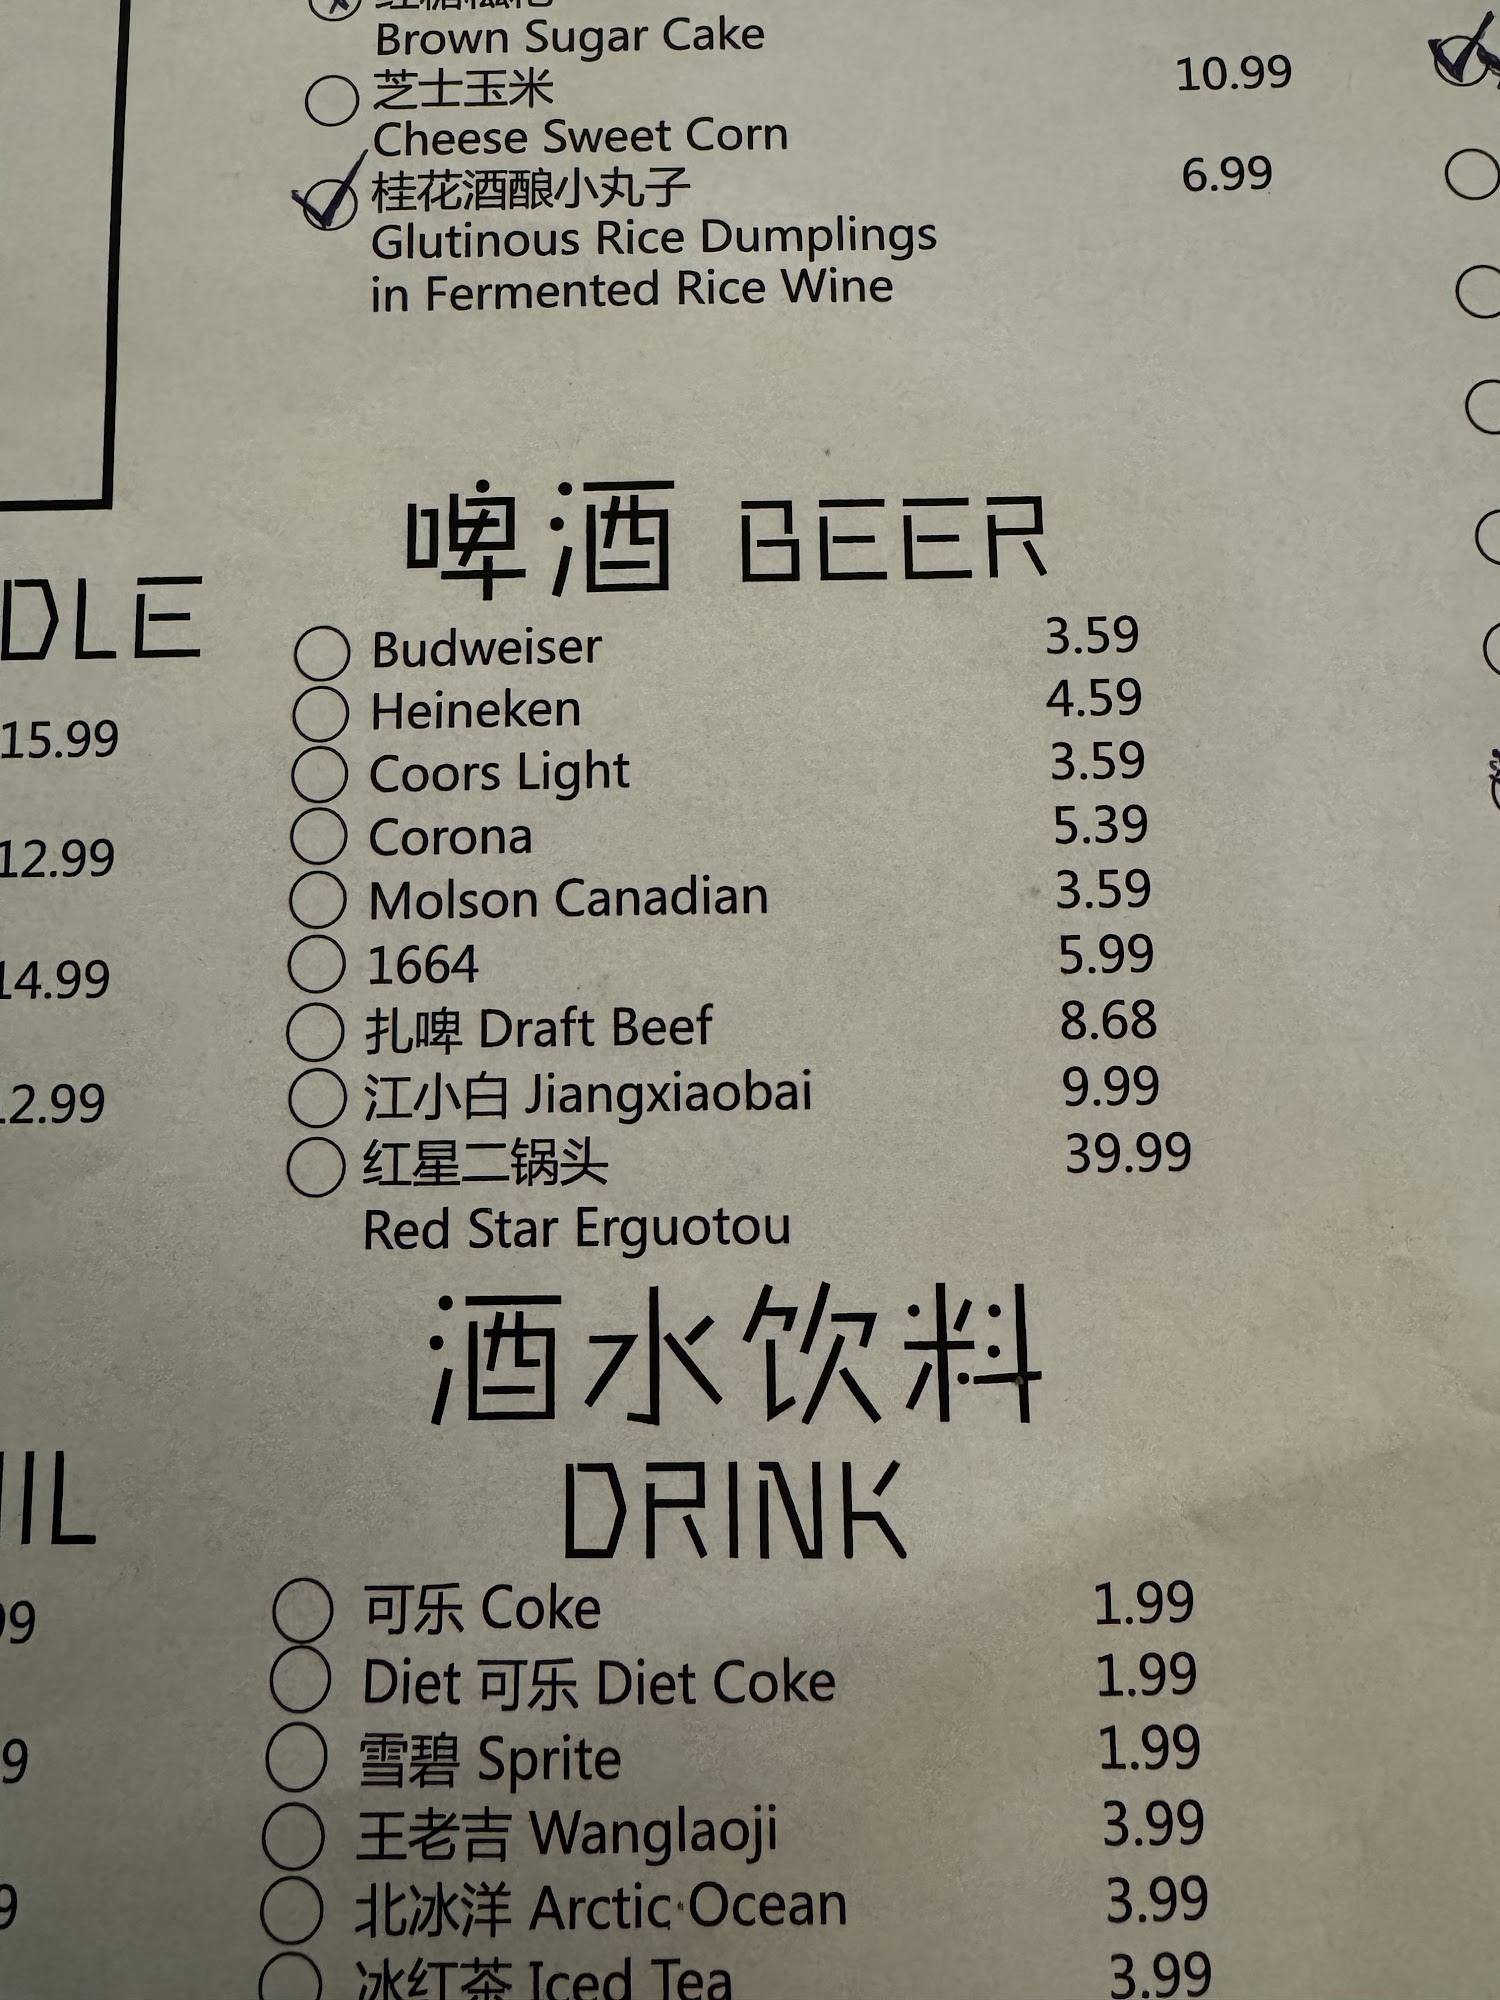 Brown Sugar Cake
芝士玉米 10.99
Cheese Sweet Corn
桂花酒酿小丸子 6.99
Glutinous Rice Dumplings
in Fermented Rice Wine
啤酒 BEER
Budweiser 3.59
Heineken 4.59
Coors Light 3.59
Corona 5.39
Molson Canadian 3.59
1664 5.99
扎啤 Draft Beef 8.68
江小白 Jiangxiaobai 9.99
红星二锅头 39.99
Red Star Erguotou
酒水饮料
DRINK
可乐 Coke 1.99
Diet 可乐 Diet Coke 1.99
雪碧 Sprite 1.99
王老吉 Wanglaoji 3.99
北冰洋 Arctic Ocean 3.99
冰红茶 Iced Tea 3.99
DLE
15.99
12.99
14.99
2.99
IL
99
9
9